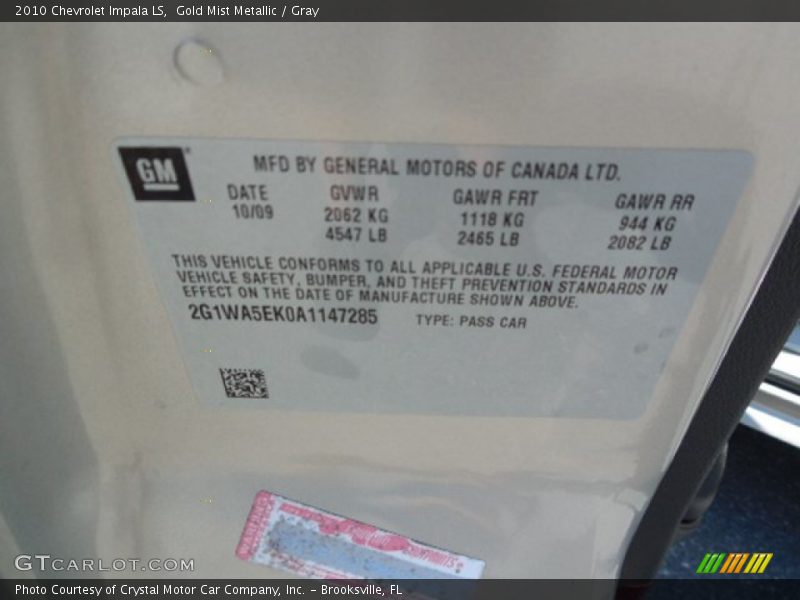 2010 Chevrolet Impala LS, Gold Mist Metallic / Gray
GM
MFD BY GENERAL MOTORS OF CANADA LTD.
DATE GVWR GAWR FRT GAWR RR
10/09 2062 KG 1118 KG 944 KG
4547 LB 2465 LB 2082 LB
THIS VEHICLE CONFORMS TO ALL APPLICABLE U.S. FEDERAL MOTOR
VEHICLE SAFETY, BUMPER, AND THEFT PREVENTION STANDARDS IN
EFFECT ON THE DATE OF MANUFACTURE SHOWN ABOVE.
2G1WA5EK0A1147285 TYPE: PASS CAR
GTCARLOT.COM
Photo Courtesy of Crystal Motor Car Company, Inc. – Brooksville, FL